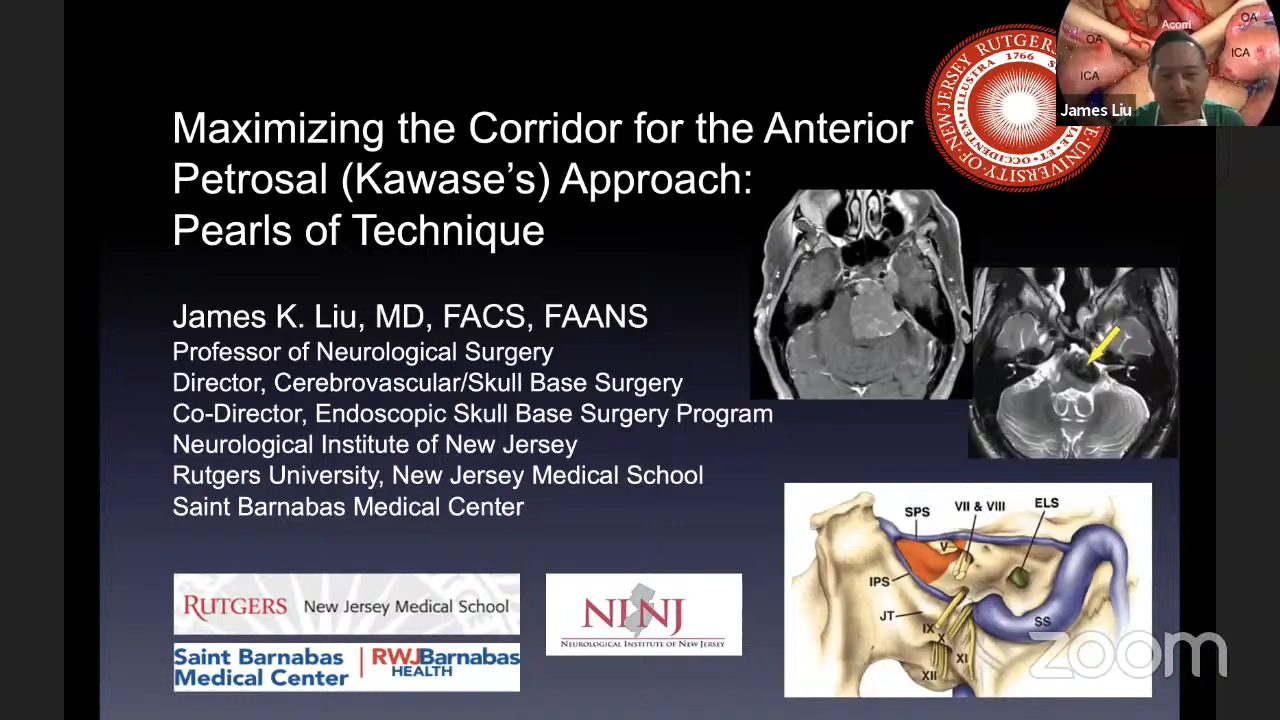 Maximizing the Corridor for the Anterior
Petrosal (Kawase's) Approach:
Pearls of Technique
James K. Liu, MD, FACS, FAANS
Professor of Neurological Surgery
Director, Cerebrovascular/Skull Base Surgery
Co-Director, Endoscopic Skull Base Surgery Program
Neurological Institute of New Jersey
Rutgers University, New Jersey Medical School
Saint Barnabas Medical Center
RUTGERS New Jersey Medical School
Saint Barnabas
Medical Center
RWJBarnabas
HEALTH
NINJ
NEUROLOGICAL INSTITUTE OF NEW JERSEY
1766
OA
Acom
OA
ICA
ICA
James Liu
SPS
VII & VIII
ELS
V
IPS
JT
IX
X
XI
XII
SS
zoom